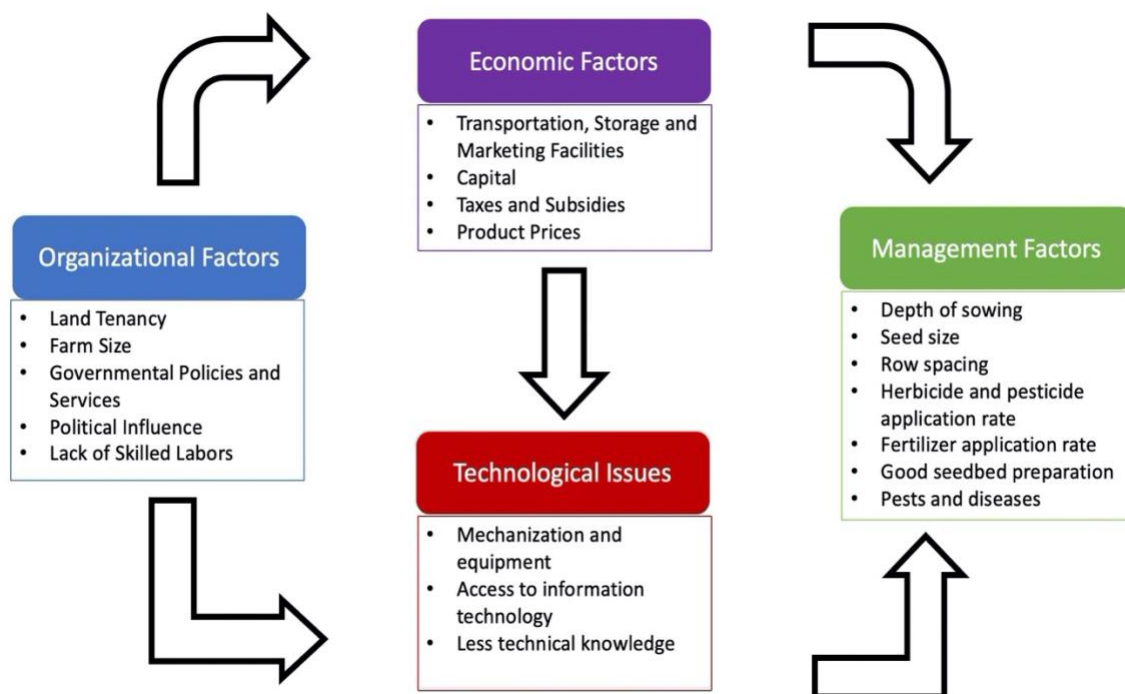 Economic Factors
• Transportation, Storage and
Marketing Facilities
• Capital
• Taxes and Subsidies
• Product Prices
Organizational Factors
• Land Tenancy
• Farm Size
• Governmental Policies and
Services
• Political Influence
• Lack of Skilled Labors
Management Factors
• Depth of sowing
• Seed size
• Row spacing
• Herbicide and pesticide
application rate
• Fertilizer application rate
• Good seedbed preparation
• Pests and diseases
Technological Issues
• Mechanization and
equipment
• Access to information
technology
• Less technical knowledge